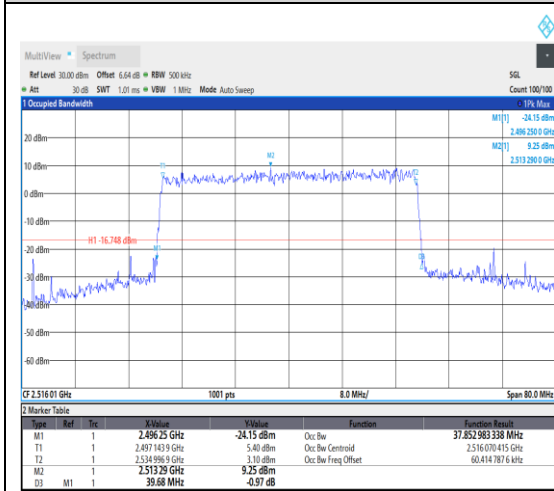 MultiView Spectrum
Ref Level 30.00 dBm Offset 6.64 dB RBW 500 kHz SGL
Att 30 dB SWT 1.01 ms VBW 1 MHz Mode Auto Sweep Count 100/100
1 Occupied Bandwidth 1Pk Max
M1[1] -24.15 dBm
2.496 250 0 GHz
M2[1] 9.25 dBm
2.513 290 0 GHz
20 dBm
M2
T1
T2
10 dBm
0 dBm
-10 dBm
H1 -16.748 dBm
-20 dBm
M1
D3
-30 dBm
-40 dBm
-50 dBm
-60 dBm
CF 2.516 01 GHz 1001 pts 8.0 MHz/ Span 80.0 MHz
2 Marker Table
Type Ref Trc X-Value Y-Value Function Function Result
M1 1 2.496 25 GHz -24.15 dBm Occ Bw 37.852 983 338 MHz
T1 1 2.497 143 9 GHz 5.40 dBm Occ Bw Centroid 2.516 070 415 GHz
T2 1 2.534 996 9 GHz 3.10 dBm Occ Bw Freq Offset 60.414 787 6 kHz
M2 1 2.513 29 GHz 9.25 dBm
D3 M1 1 39.68 MHz -0.97 dB